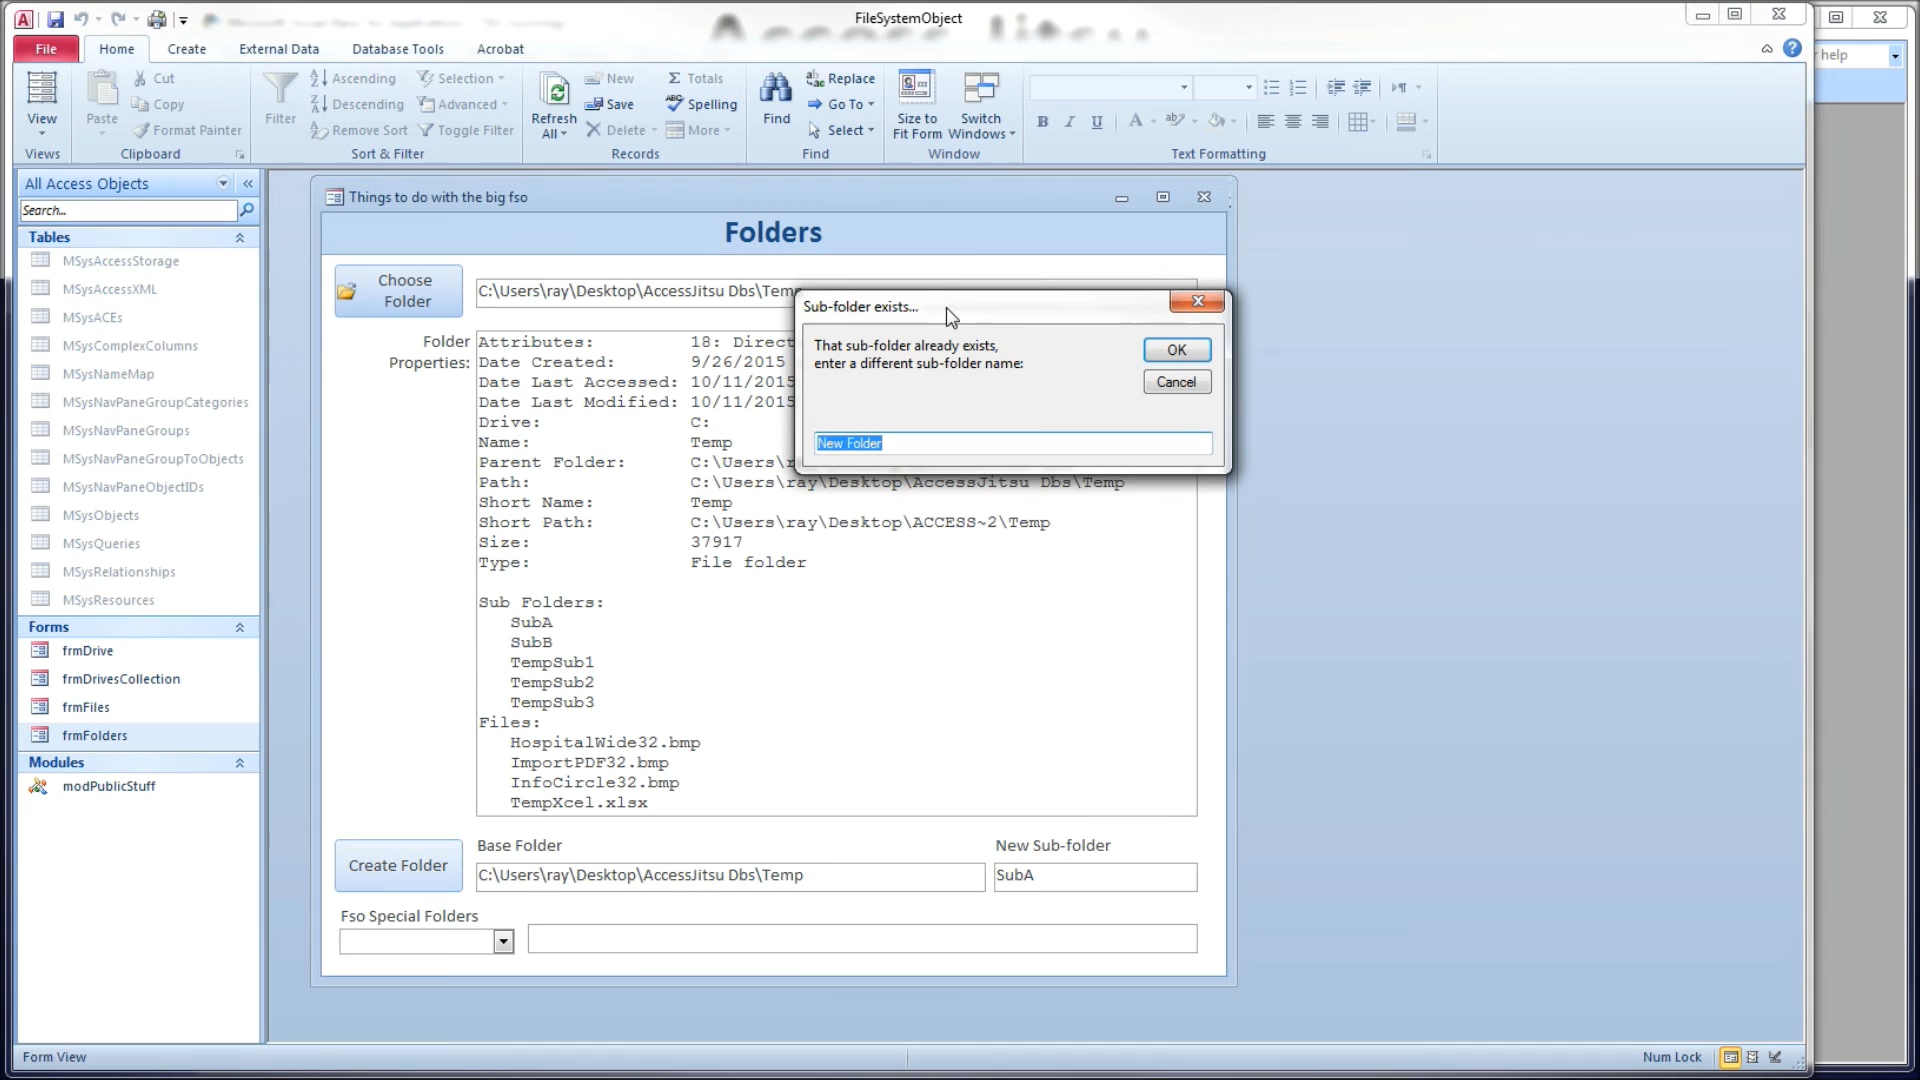 FileSystemObject
File Home Create External Data Database Tools Acrobat
help
View
Views
Paste
Cut
Copy
Format Painter
Clipboard
Filter
Ascending
Descending
Remove Sort
Selection
Advanced
Toggle Filter
Sort & Filter
Refresh
All
New
Save
Delete
Totals
Spelling
More
Records
Find
Replace
Go To
Select
Find
Size to
Fit Form
Switch
Windows
Window
B I U
Text Formatting
All Access Objects
Search...
Tables
MSysAccessStorage
MSysAccessXML
MSysACEs
MSysComplexColumns
MSysNameMap
MSysNavPaneGroupCategories
MSysNavPaneGroups
MSysNavPaneGroupToObjects
MSysNavPaneObjectIDs
MSysObjects
MSysQueries
MSysRelationships
MSysResources
Forms
frmDrive
frmDrivesCollection
frmFiles
frmFolders
Modules
modPublicStuff
Things to do with the big fso
Folders
Choose
Folder
C:\Users\ray\Desktop\AccessJitsu Dbs\Temp
Folder
Properties:
Attributes: 18: Direct
Date Created: 9/26/2015
Date Last Accessed: 10/11/2015
Date Last Modified: 10/11/2015
Drive: C:
Name: Temp
Parent Folder: C:\Users\r
Path: C:\Users\ray\Desktop\AccessJitsu Dbs\Temp
Short Name: Temp
Short Path: C:\Users\ray\Desktop\ACCESS~2\Temp
Size: 37917
Type: File folder
Sub Folders:
SubA
SubB
TempSub1
TempSub2
TempSub3
Files:
HospitalWide32.bmp
ImportPDF32.bmp
InfoCircle32.bmp
TempXcel.xlsx
Sub-folder exists...
That sub-folder already exists,
enter a different sub-folder name:
OK
Cancel
New Folder
Create Folder
Base Folder
C:\Users\ray\Desktop\AccessJitsu Dbs\Temp
New Sub-folder
SubA
Fso Special Folders
Form View
Num Lock